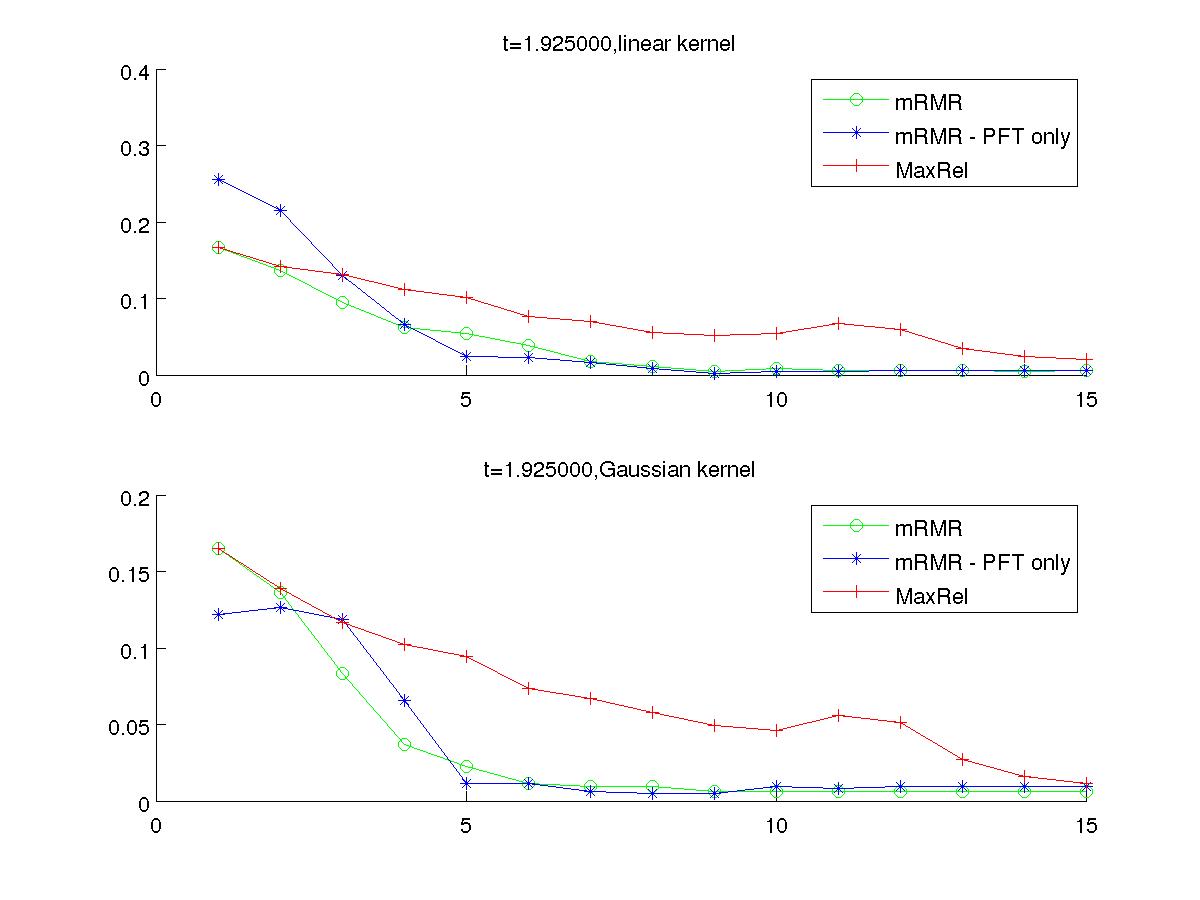 t=1.925000,linear kernel
0.4
0.3
0.2
0.1
0
0 5 10 15
mRMR
mRMR - PFT only
MaxRel
t=1.925000,Gaussian kernel
0.2
0.15
0.1
0.05
0
0 5 10 15
mRMR
mRMR - PFT only
MaxRel